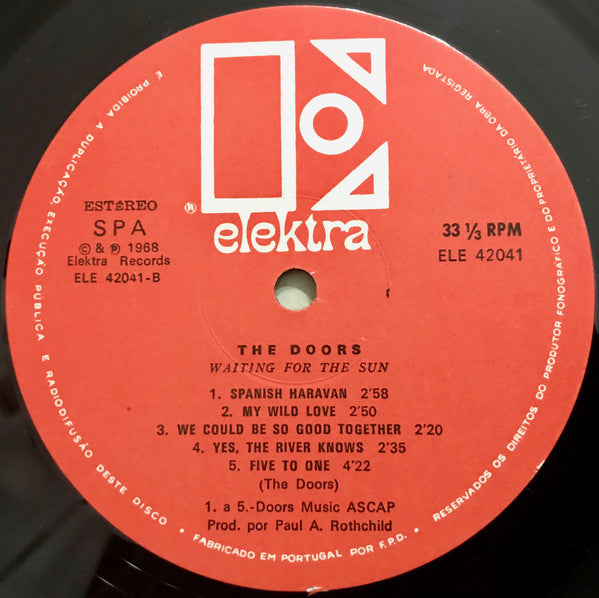 elektra
®
ESTÉREO
SPA
© & ℗ 1968
Elektra Records
ELE 42041-B
33 ⅓ RPM
ELE 42041
THE DOORS
WAITING FOR THE SUN
1. SPANISH HARAVAN 2'58
2. MY WILD LOVE 2'50
3. WE COULD BE SO GOOD TOGETHER 2'20
4. YES, THE RIVER KNOWS 2'35
5. FIVE TO ONE 4'22
(The Doors)
1. a 5.-Doors Music ASCAP
Prod. por Paul A. Rothchild
É PROIBIDA A DUPLICAÇÃO, EXECUÇÃO PÚBLICA E RADIODIFUSÃO DESTE DISCO • FABRICADO EM PORTUGAL POR F.P.D. • RESERVADOS OS DIREITOS DO PRODUTOR FONOGRÁFICO E DO PROPRIETÁRIO DA OBRA REGISTADA